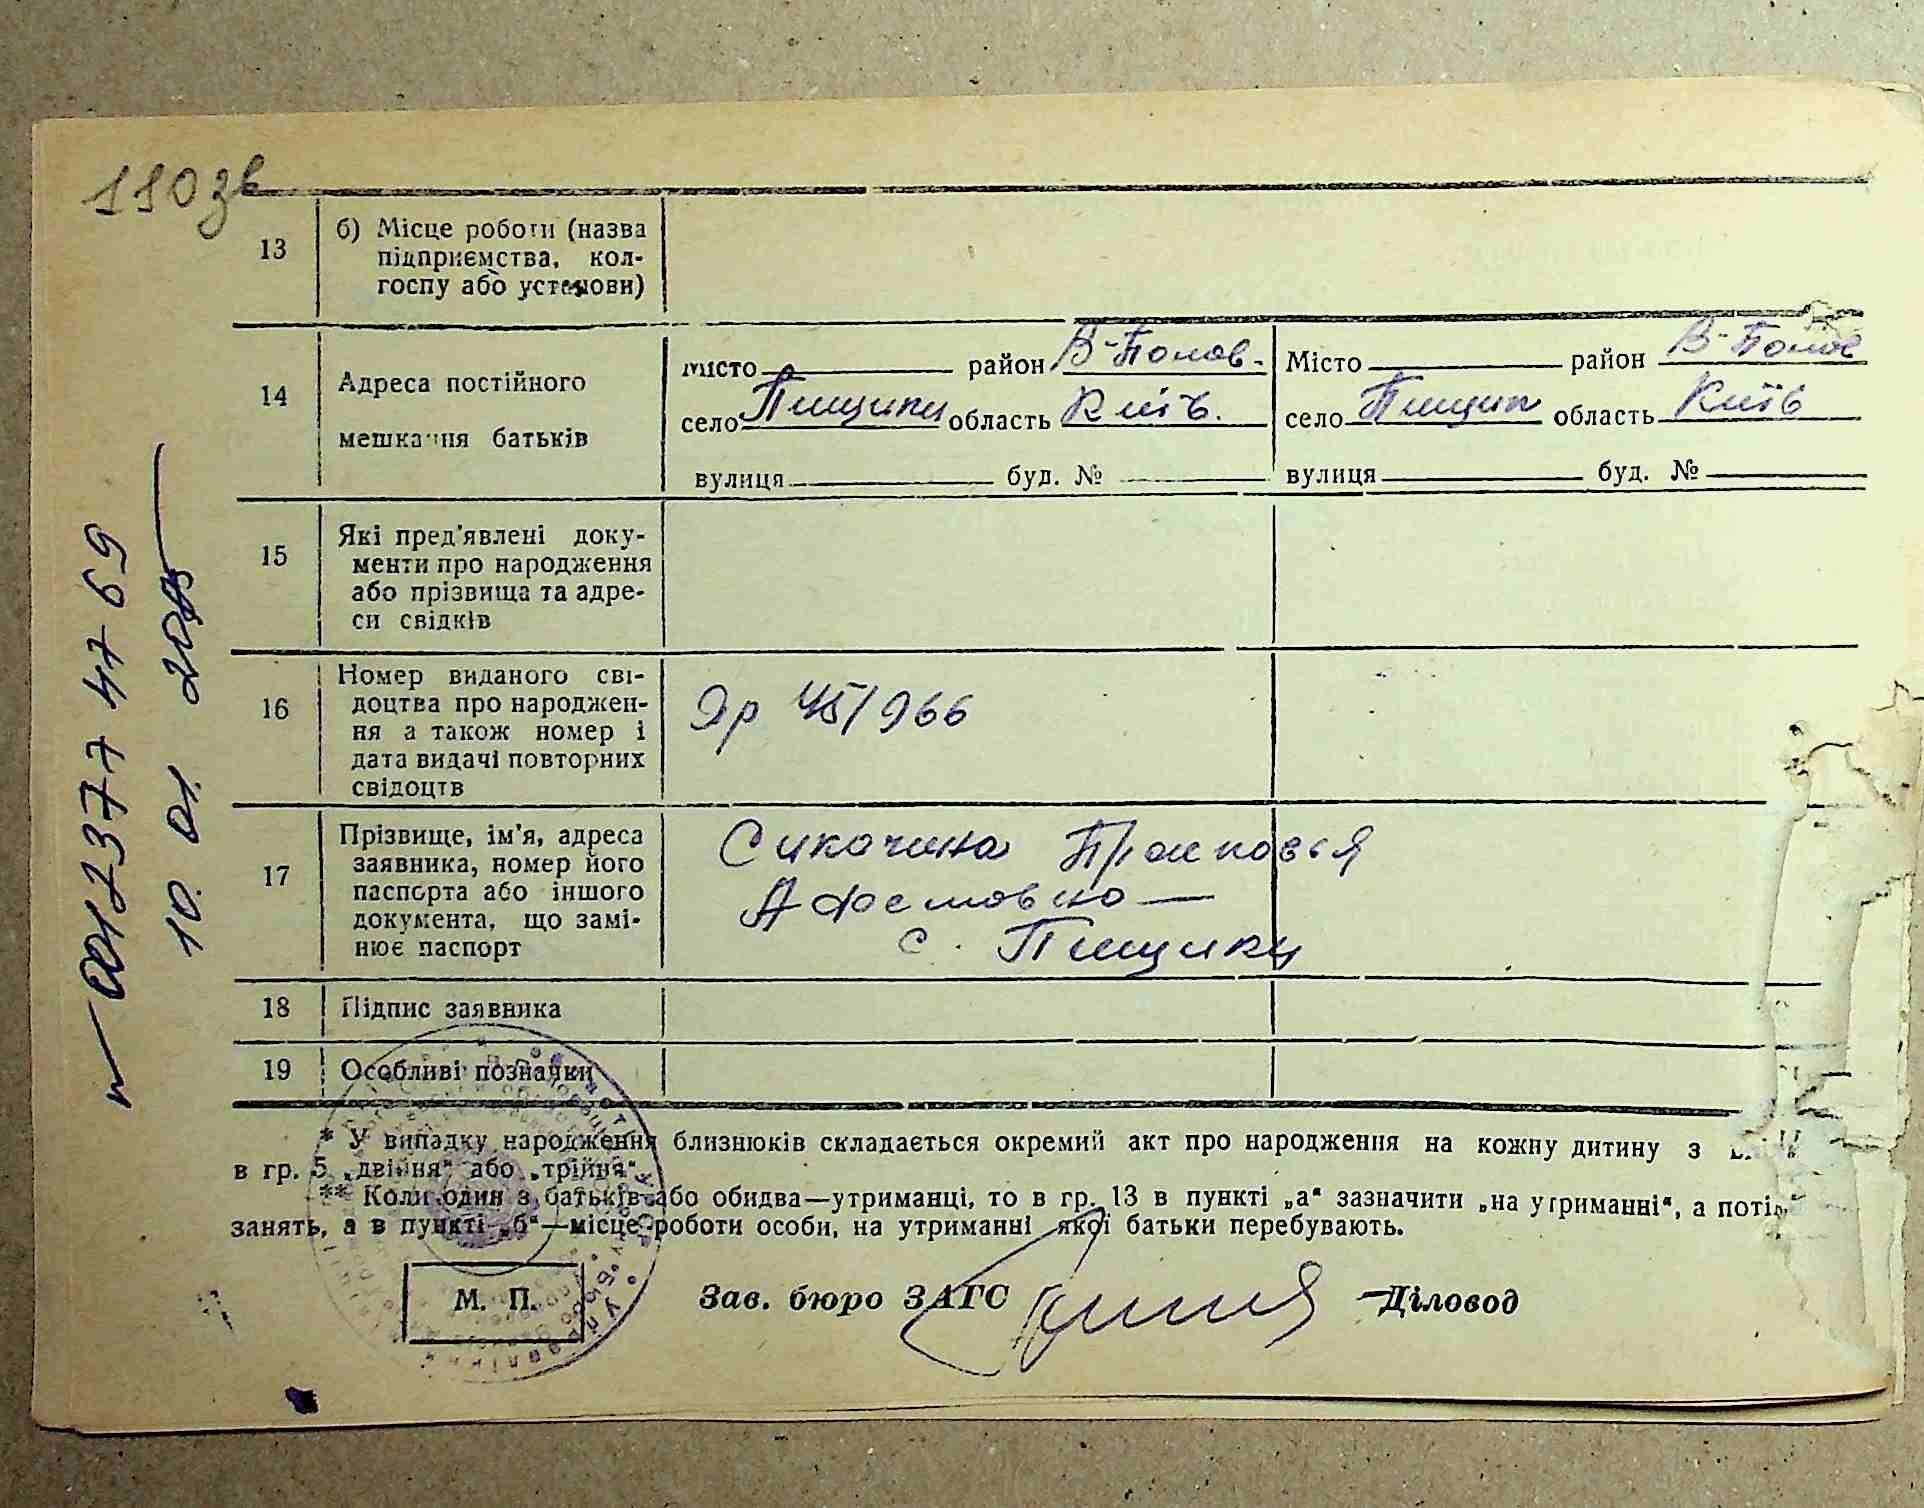 110зв
13 б) Місце роботи (назва
підприємства, кол-
госпу або установи)
14 Адреса постійного
мешкання батьків
Місто район В-Полов-
село Пищики область Київ.
вулиця буд. №
Місто район В-Полов
село Пищик область Київ
вулиця буд. №
15 Які пред'явлені доку-
менти про народження
або прізвища та адре-
си свідків
16 Номер виданого сві-
доцтва про народжен-
ня а також номер і
дата видачі повторних
свідоцтв
Яр 45/966
17 Прізвище, ім'я, адреса
заявника, номер його
паспорта або іншого
документа, що замі-
нює паспорт
Сикочина Прасковья
с. Пищики
18 Підпис заявника
19 Особливі позначки
* У випадку народження близнюків складається окремий акт про народження на кожну дитину з
в гр. 5 „двійня“ або „трійня“.
** Коли один з батьків або обидва—утриманці, то в гр. 13 в пункті „а“ зазначити „на утриманні“, а потім
занять, а в пункті „б“—місце роботи особи, на утриманні якої батьки перебувають.
М. П. Зав. бюро ЗАГС Діловод
00123774769
10. 01.